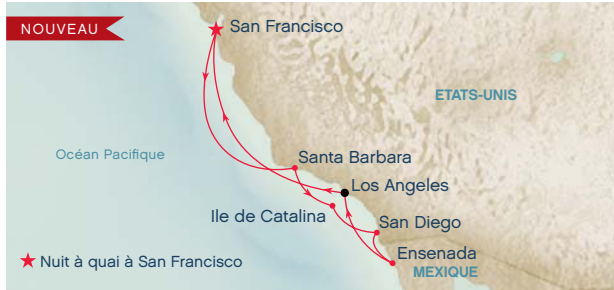 NOUVEAU
San Francisco
ETATS-UNIS
Océan Pacifique
Santa Barbara
Los Angeles
Ile de Catalina
San Diego
Ensenada
MEXIQUE
Nuit à quai à San Francisco